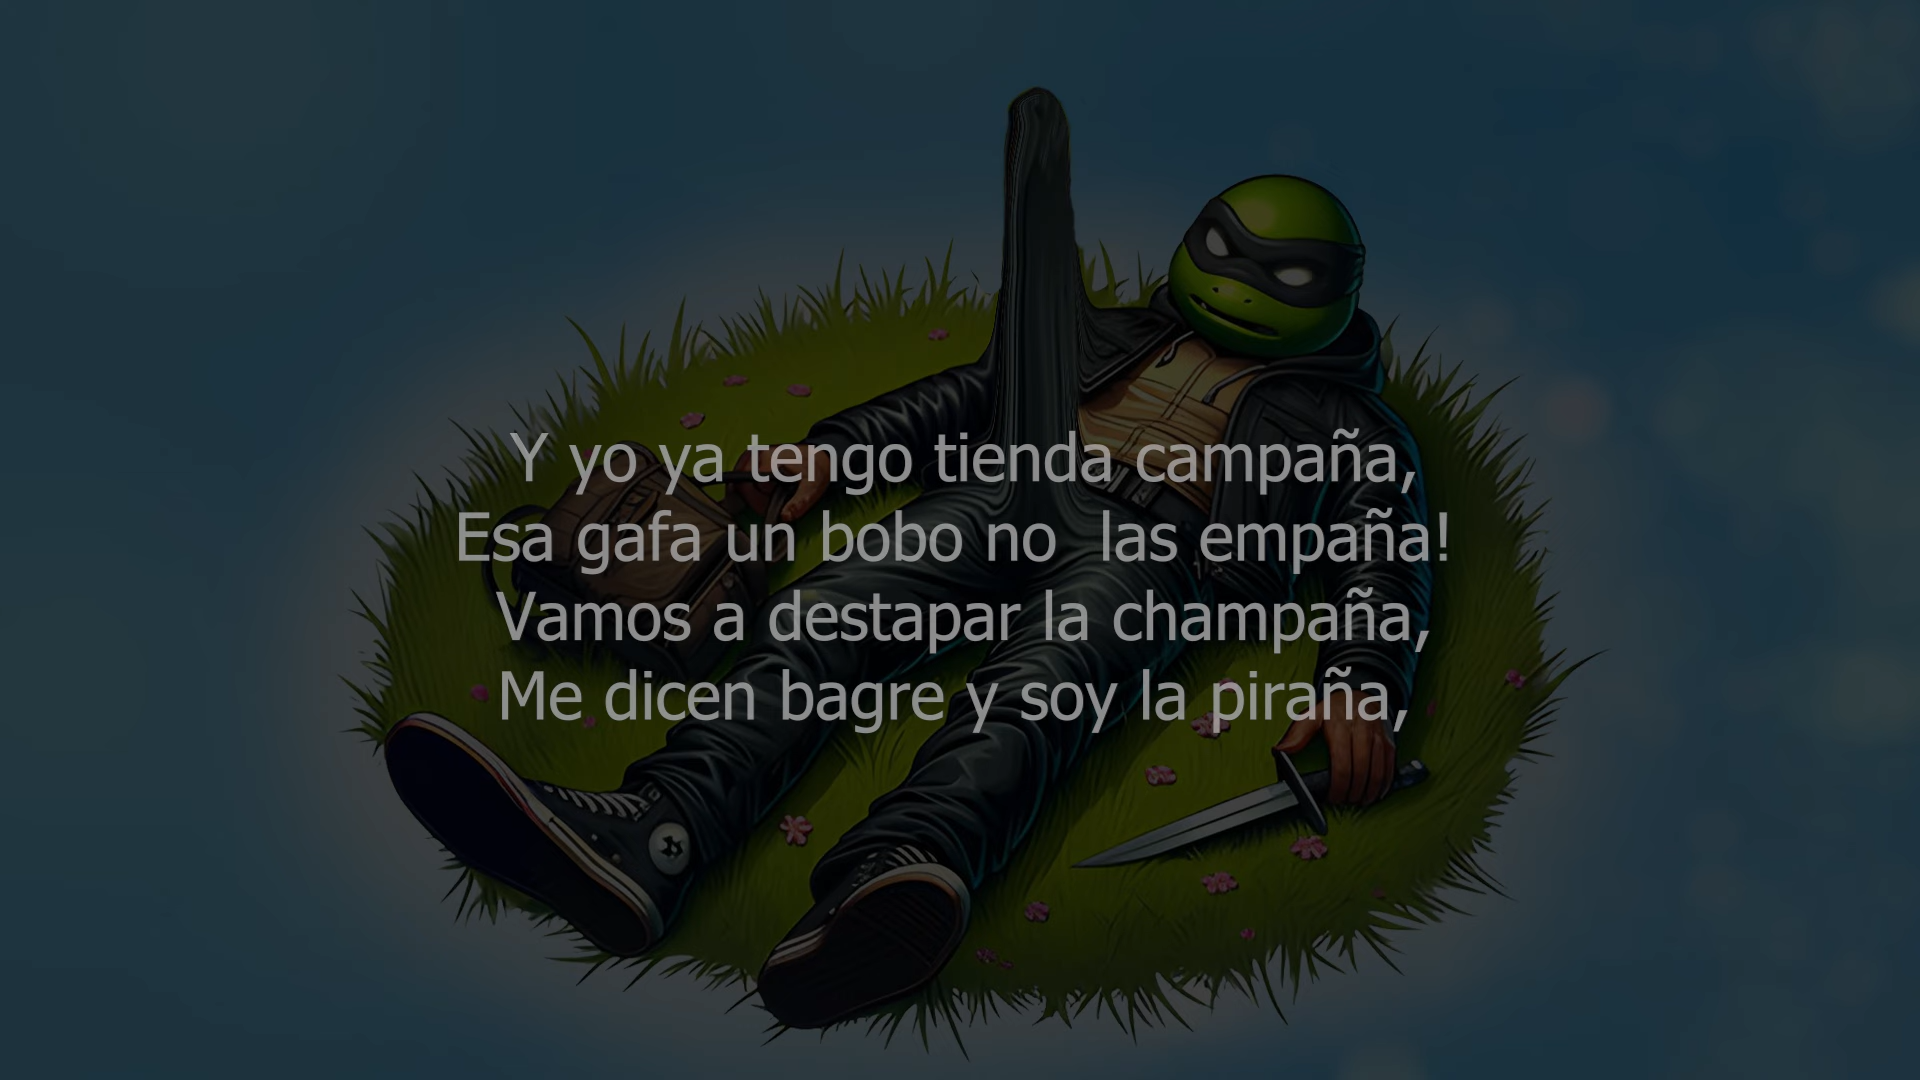 Y yo ya tengo tienda campaña,
Esa gafa un bobo no  las empaña!
Vamos a destapar la champaña,
Me dicen bagre y soy la piraña,